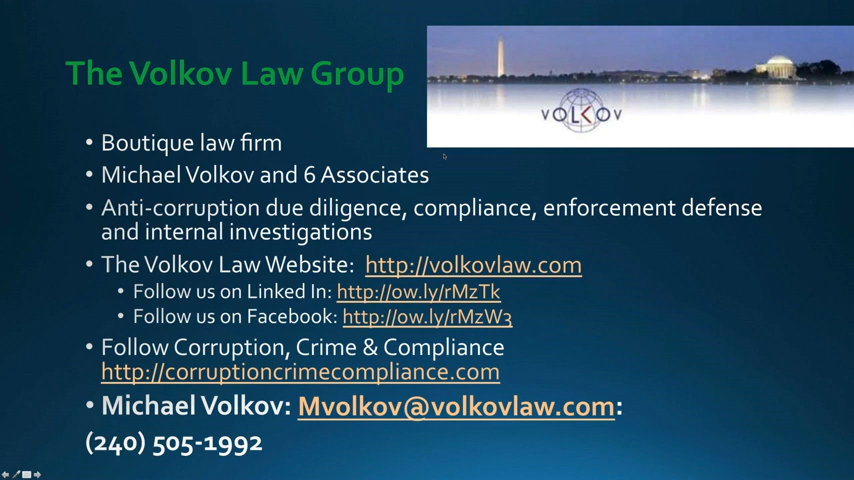 The Volkov Law Group
VOLKOV
• Boutique law firm
• Michael Volkov and 6 Associates
• Anti-corruption due diligence, compliance, enforcement defense
and internal investigations
• The Volkov Law Website: http://volkovlaw.com
• Follow us on Linked In: http://ow.ly/rMzTk
• Follow us on Facebook: http://ow.ly/rMzW3
• Follow Corruption, Crime & Compliance
http://corruptioncrimecompliance.com
• Michael Volkov: Mvolkov@volkovlaw.com:
(240) 505-1992